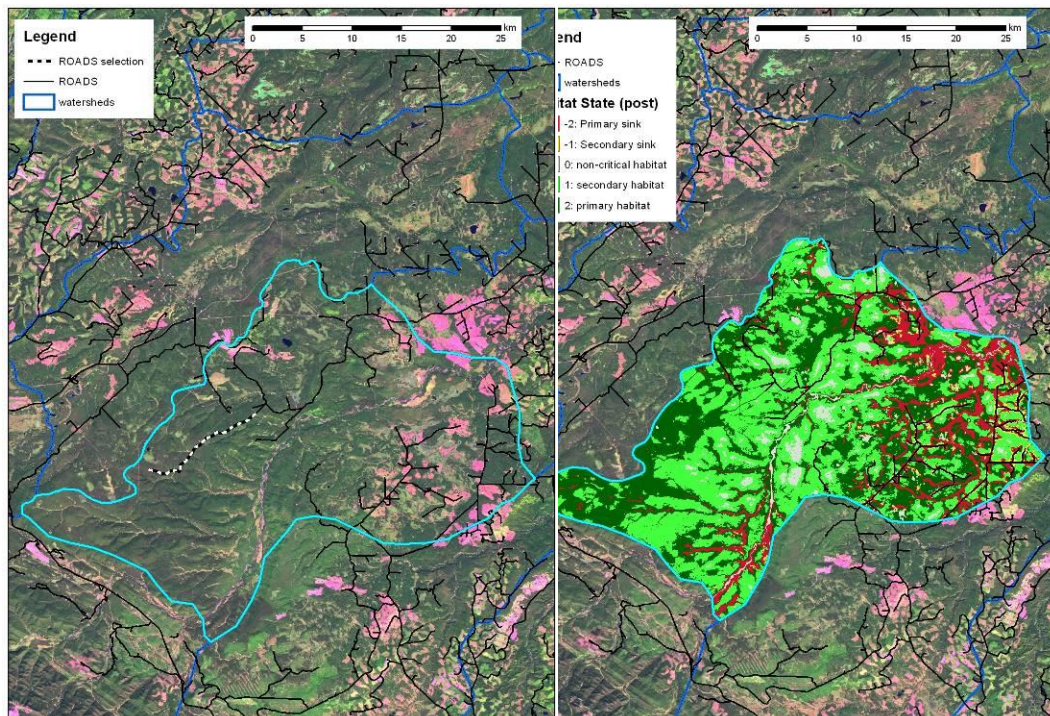 Legend
ROADS selection
ROADS
watersheds
km
0 5 10 15 20 25
end
ROADS
watersheds
itat State (post)
-2: Primary sink
-1: Secondary sink
0: non-critical habitat
1: secondary habitat
2: primary habitat
km
0 5 10 15 20 25